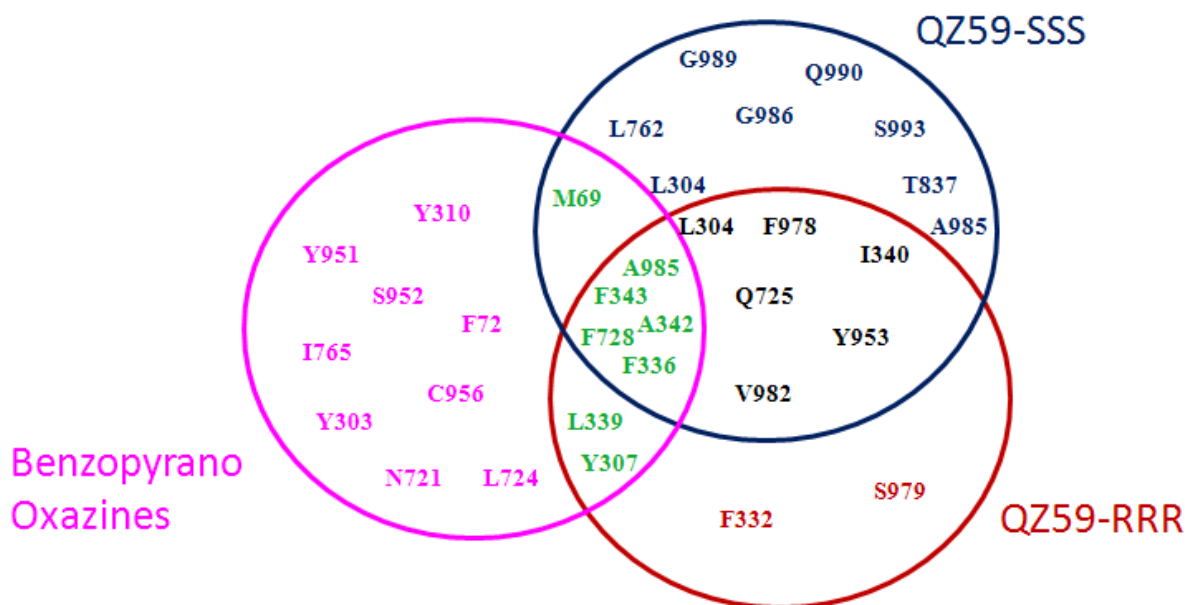 QZ59-SSS
G989
Q990
L762
G986
S993
M69
L304
T837
Y310
L304
F978
A985
Y951
I340
A985
S952
F343
Q725
F72
F728
A342
Y953
I765
F336
C956
V982
Y303
L339
Benzopyrano
Oxazines
Y307
N721
L724
S979
F332
QZ59-RRR